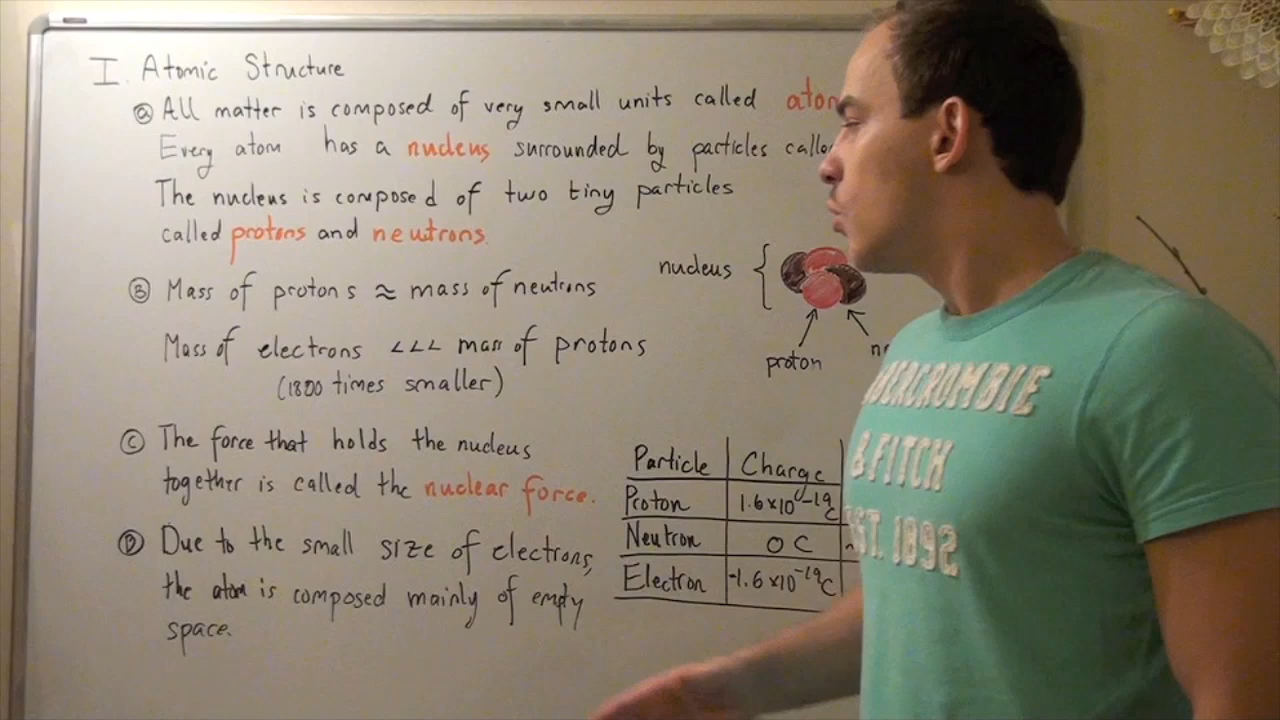 I. Atomic Structure
Ⓐ All matter is composed of very small units called atom
Every atom has a nucleus surrounded by particles called
The nucleus is composed of two tiny particles
called protons and neutrons.
Ⓑ Mass of protons ≈ mass of neutrons
Mass of electrons <<< mass of protons
(1800 times smaller)
Ⓒ The force that holds the nucleus
together is called the nuclear force.
Ⓓ Due to the small size of electrons,
the atom is composed mainly of empty
space.
nucleus {
proton
Particle Charge
Proton 1.6×10⁻¹⁹C
Neutron 0 C
Electron -1.6×10⁻¹⁹C
ABERCROMBIE
& FITCH
EST. 1892